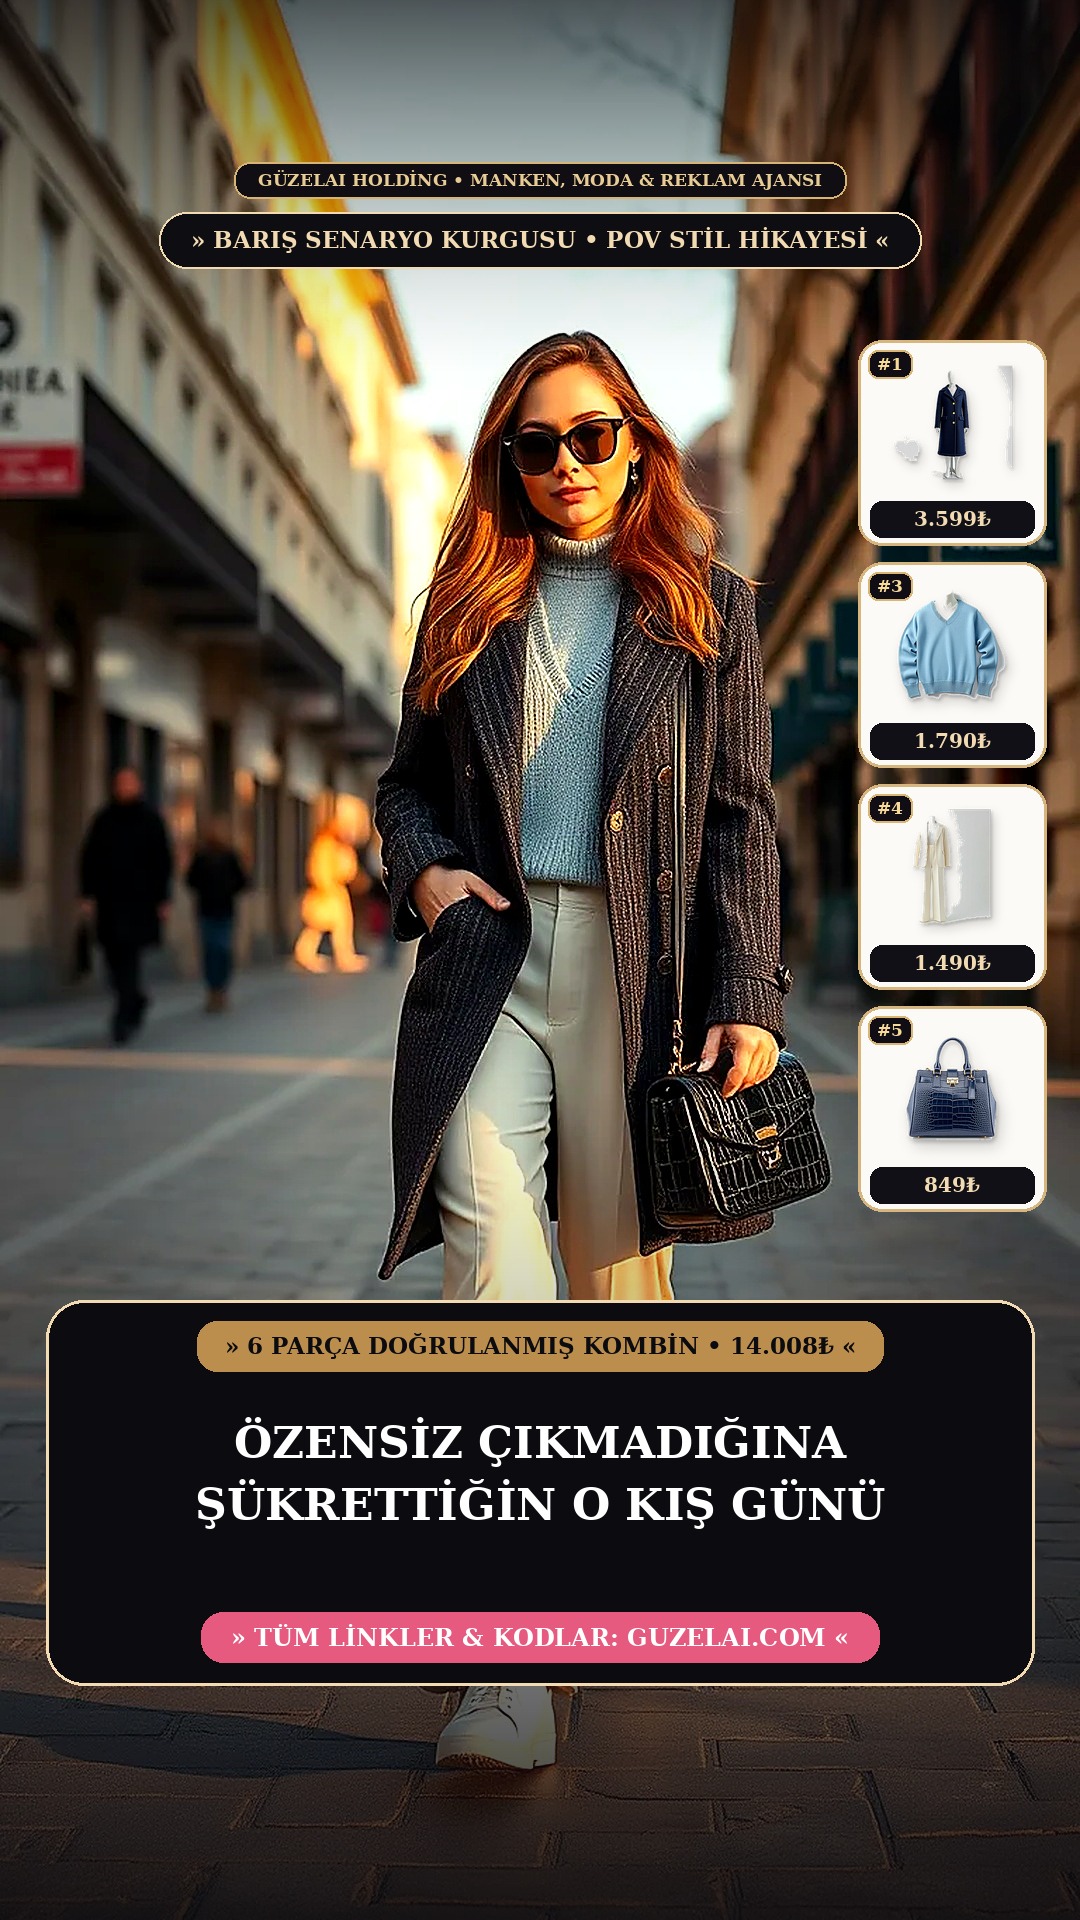 GÜZELAI HOLDİNG • MANKEN, MODA & REKLAM AJANSI
» BARIŞ SENARYO KURGUSU • POV STİL HİKAYESİ «
#1
3.599₺
#3
1.790₺
#4
1.490₺
#5
849₺
» 6 PARÇA DOĞRULANMIŞ KOMBİN • 14.008₺ «
ÖZENSİZ ÇIKMADIĞINA
ŞÜKRETTİĞİN O KIŞ GÜNÜ
» TÜM LİNKLER & KODLAR: GUZELAI.COM «